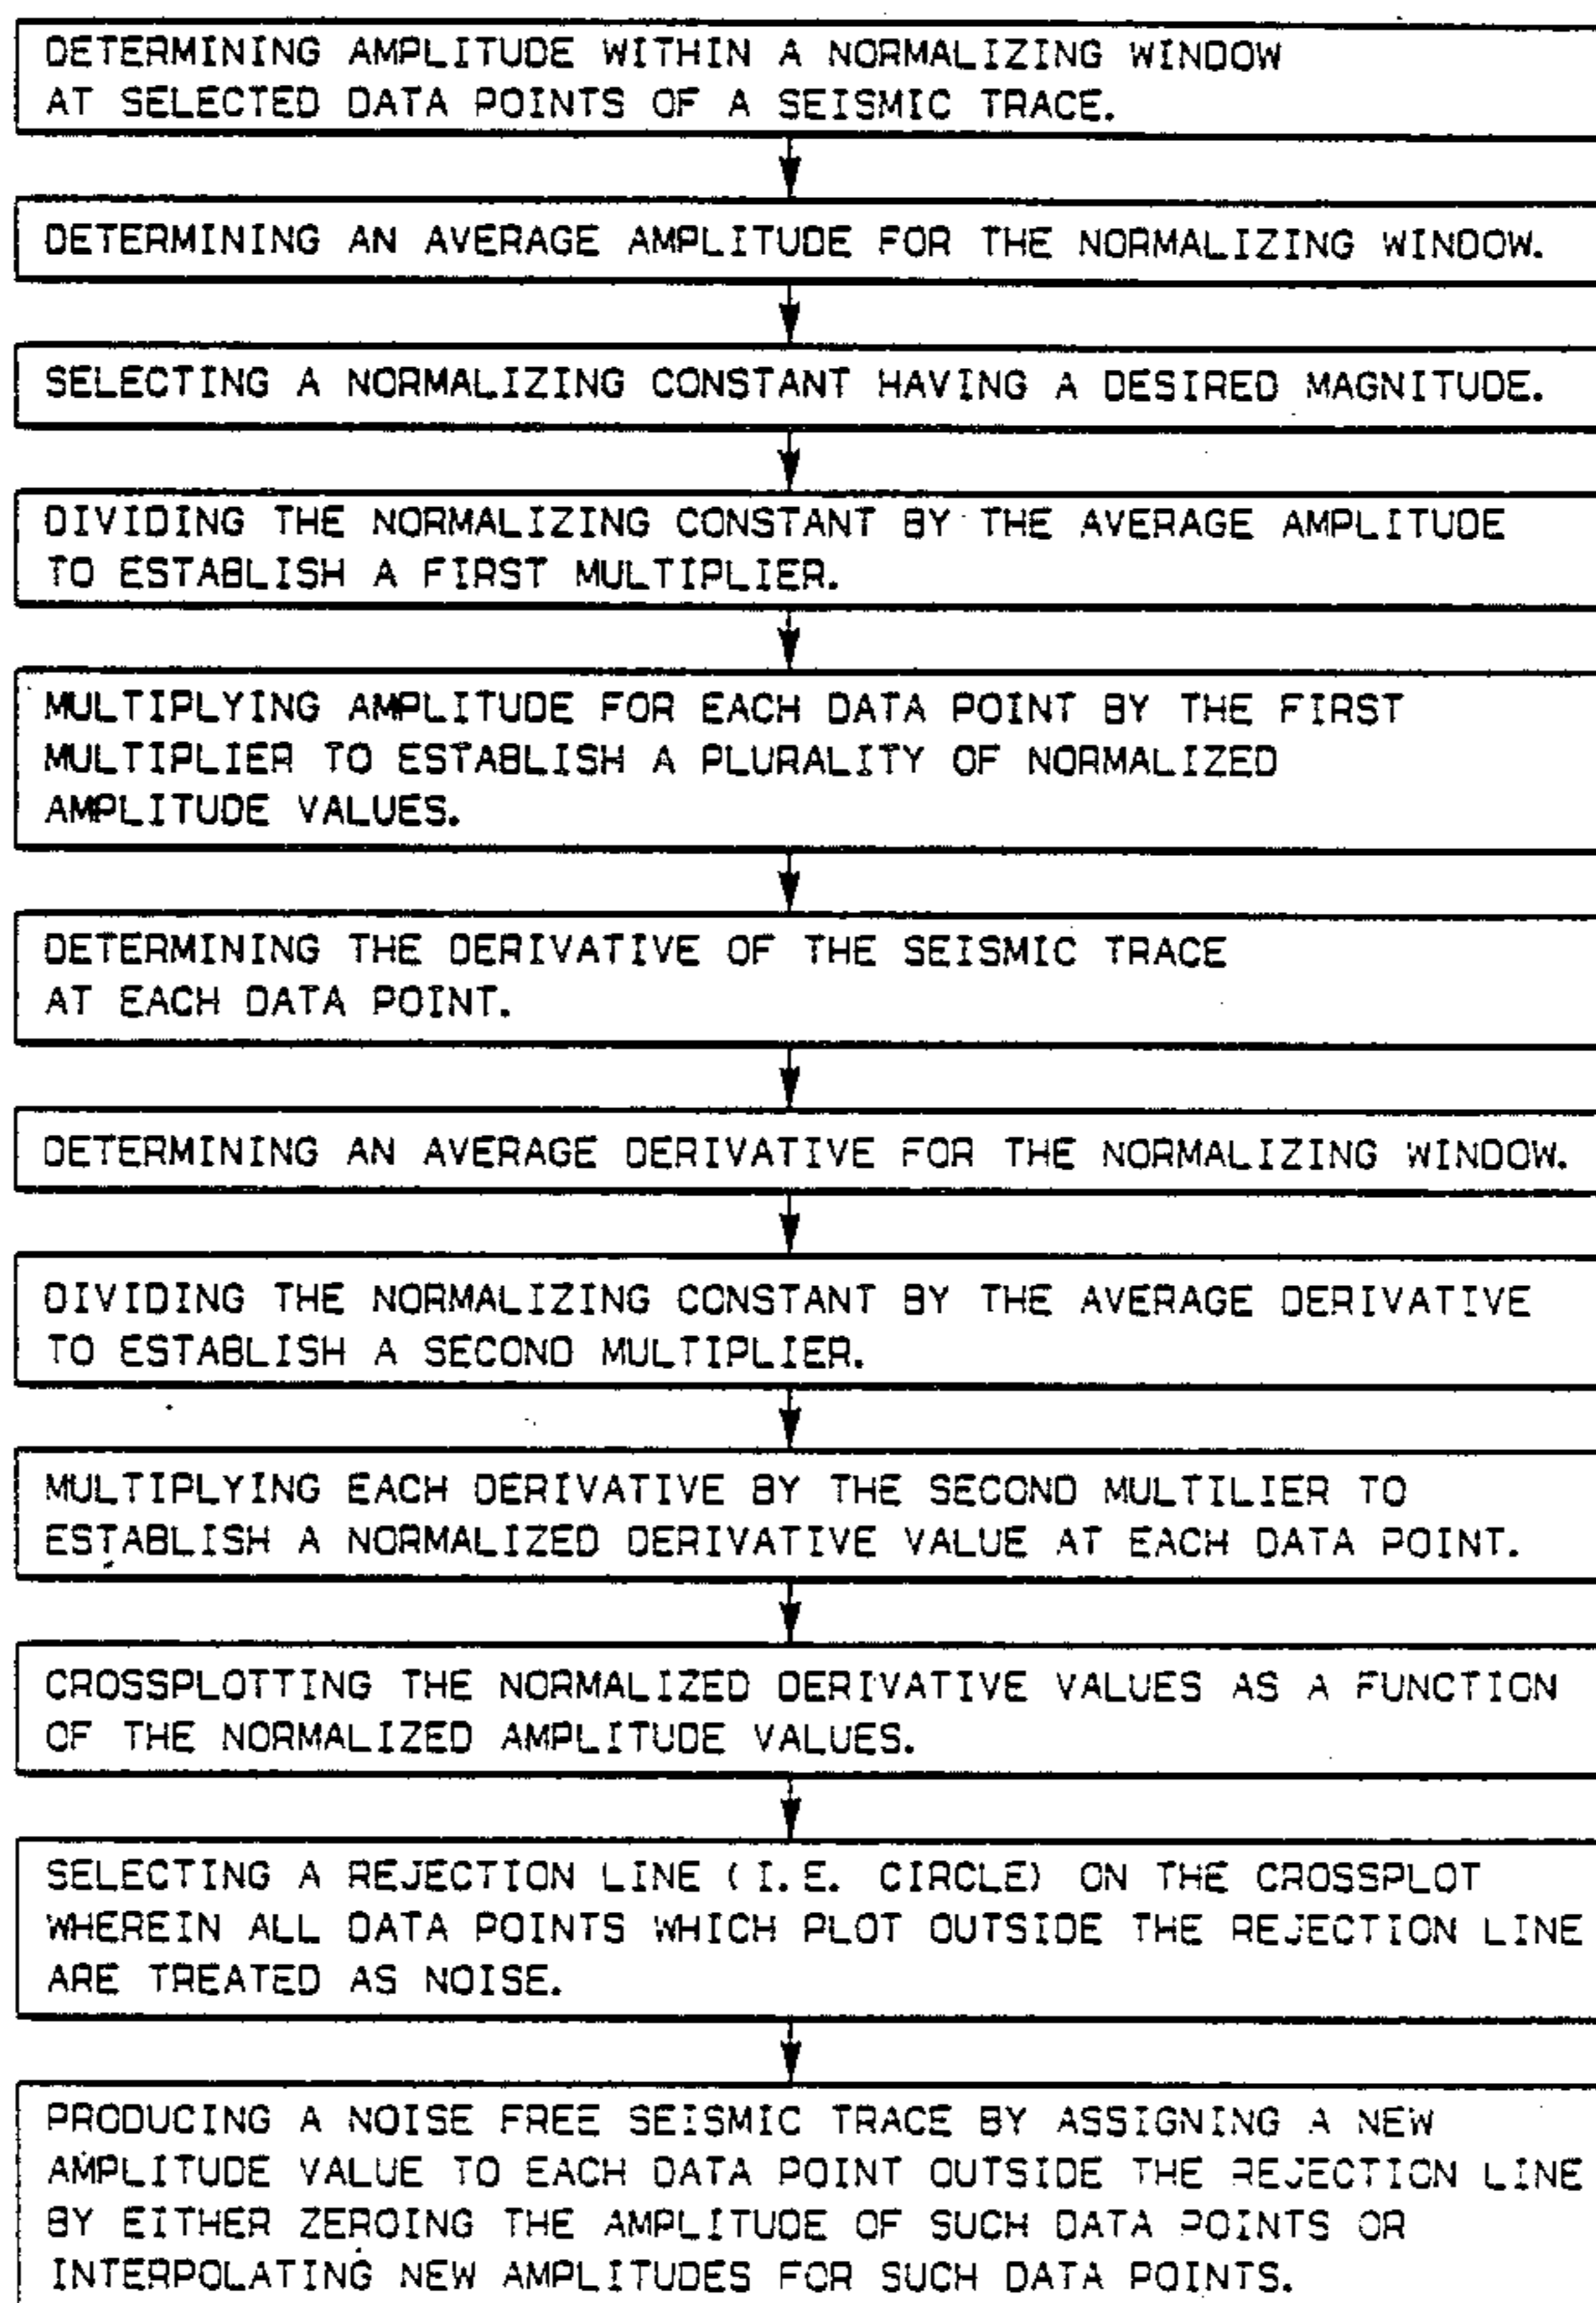 DETERMINING AMPLITUDE WITHIN A NORMALIZING WINDOW
AT SELECTED DATA POINTS OF A SEISMIC TRACE.
DETERMINING AN AVERAGE AMPLITUDE FOR THE NORMALIZING WINDOW.
SELECTING A NORMALIZING CONSTANT HAVING A DESIRED MAGNITUDE.
DIVIDING THE NORMALIZING CONSTANT BY THE AVERAGE AMPLITUDE
TO ESTABLISH A FIRST MULTIPLIER.
MULTIPLYING AMPLITUDE FOR EACH DATA POINT BY THE FIRST
MULTIPLIER TO ESTABLISH A PLURALITY OF NORMALIZED
AMPLITUDE VALUES.
DETERMINING THE DERIVATIVE OF THE SEISMIC TRACE
AT EACH DATA POINT.
DETERMINING AN AVERAGE DERIVATIVE FOR THE NORMALIZING WINDOW.
DIVIDING THE NORMALIZING CONSTANT BY THE AVERAGE DERIVATIVE
TO ESTABLISH A SECOND MULTIPLIER.
MULTIPLYING EACH DERIVATIVE BY THE SECOND MULTILIER TO
ESTABLISH A NORMALIZED DERIVATIVE VALUE AT EACH DATA POINT.
CROSSPLOTTING THE NORMALIZED DERIVATIVE VALUES AS A FUNCTION
OF THE NORMALIZED AMPLITUDE VALUES.
SELECTING A REJECTION LINE (I.E. CIRCLE) ON THE CROSSPLOT
WHEREIN ALL DATA POINTS WHICH PLOT OUTSIDE THE REJECTION LINE
ARE TREATED AS NOISE.
PRODUCING A NOISE FREE SEISMIC TRACE BY ASSIGNING A NEW
AMPLITUDE VALUE TO EACH DATA POINT OUTSIDE THE REJECTION LINE
BY EITHER ZEROING THE AMPLITUDE OF SUCH DATA POINTS OR
INTERPOLATING NEW AMPLITUDES FOR SUCH DATA POINTS.